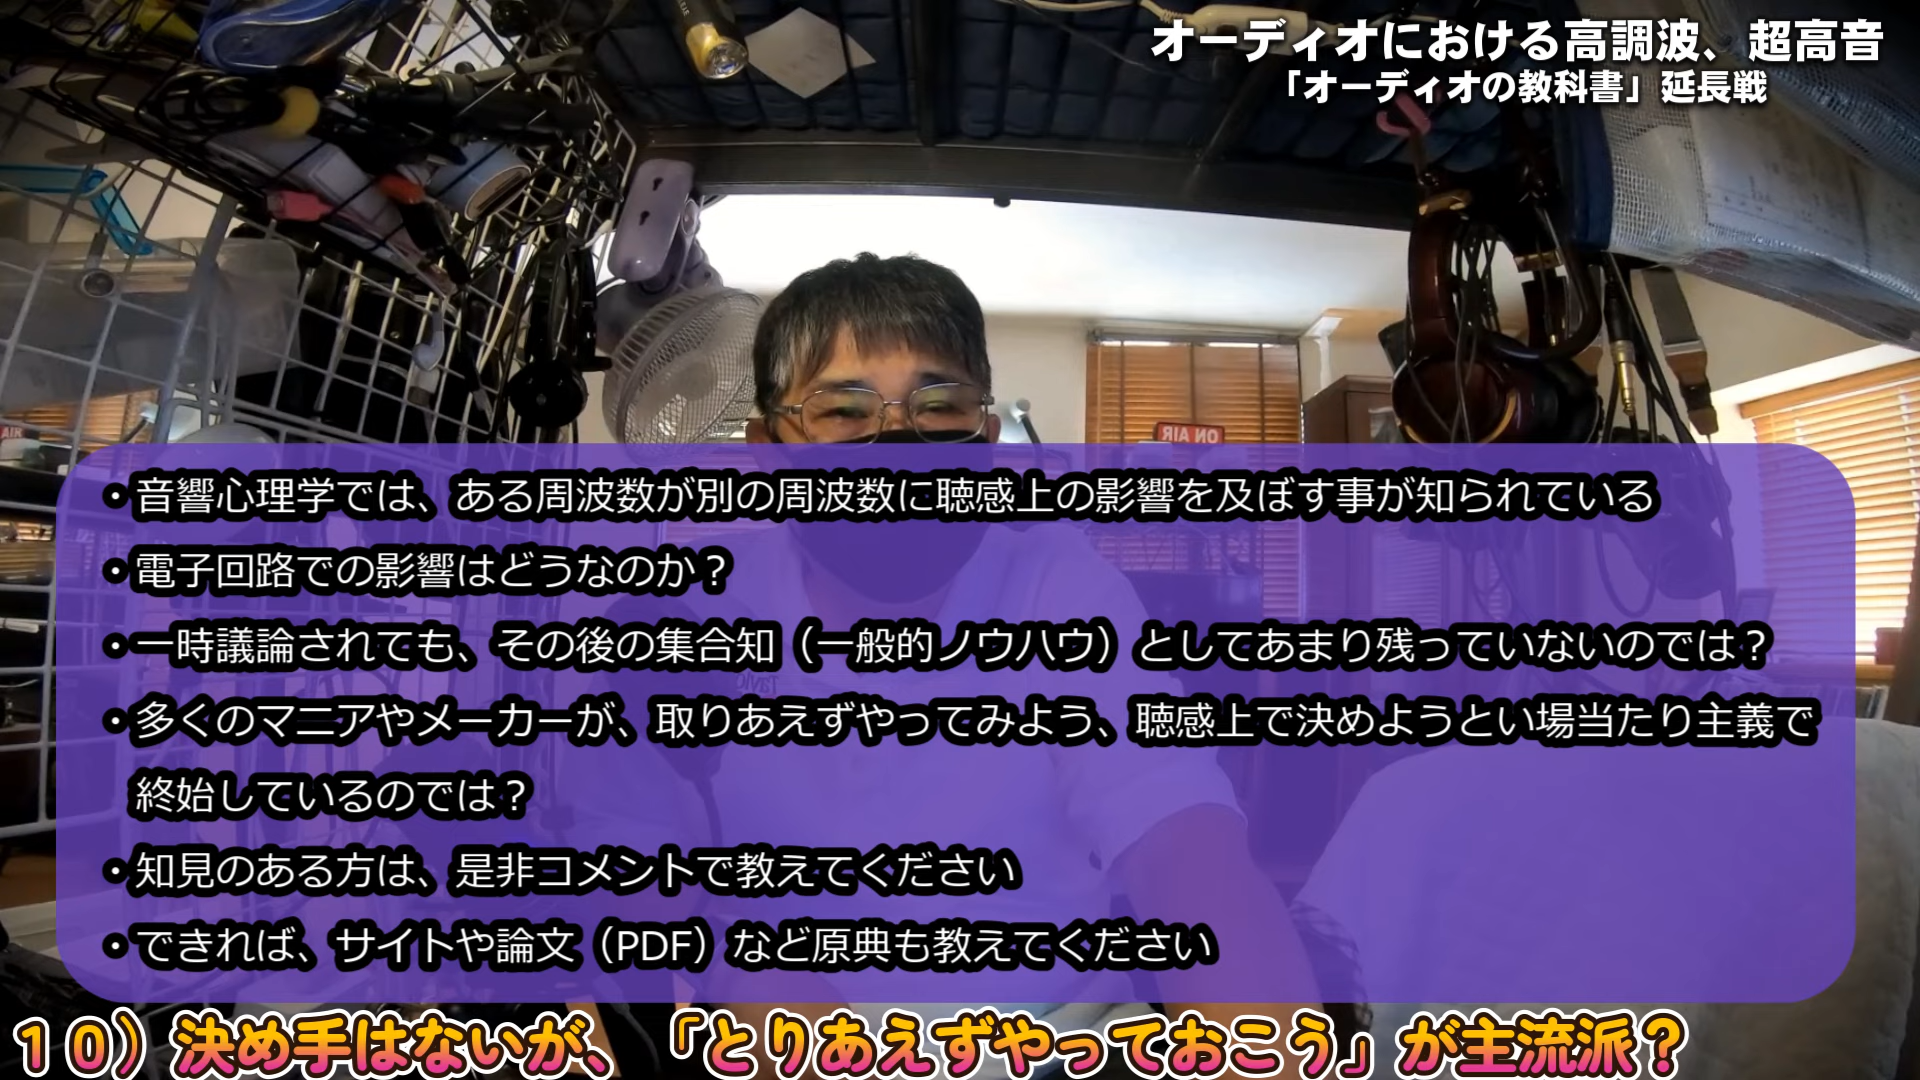 オーディオにおける高調波、超高音
「オーディオの教科書」延長戦
AIR
ON AIR
・音響心理学では、ある周波数が別の周波数に聴感上の影響を及ぼす事が知られている
・電子回路での影響はどうなのか？
・一時議論されても、その後の集合知（一般的ノウハウ）としてあまり残っていないのでは？
・多くのマニアやメーカーが、取りあえずやってみよう、聴感上で決めようとい場当たり主義で
終始しているのでは？
・知見のある方は、是非コメントで教えてください
・できれば、サイトや論文（PDF）など原典も教えてください
１０）決め手はないが、「とりあえずやっておこう」が主流派？